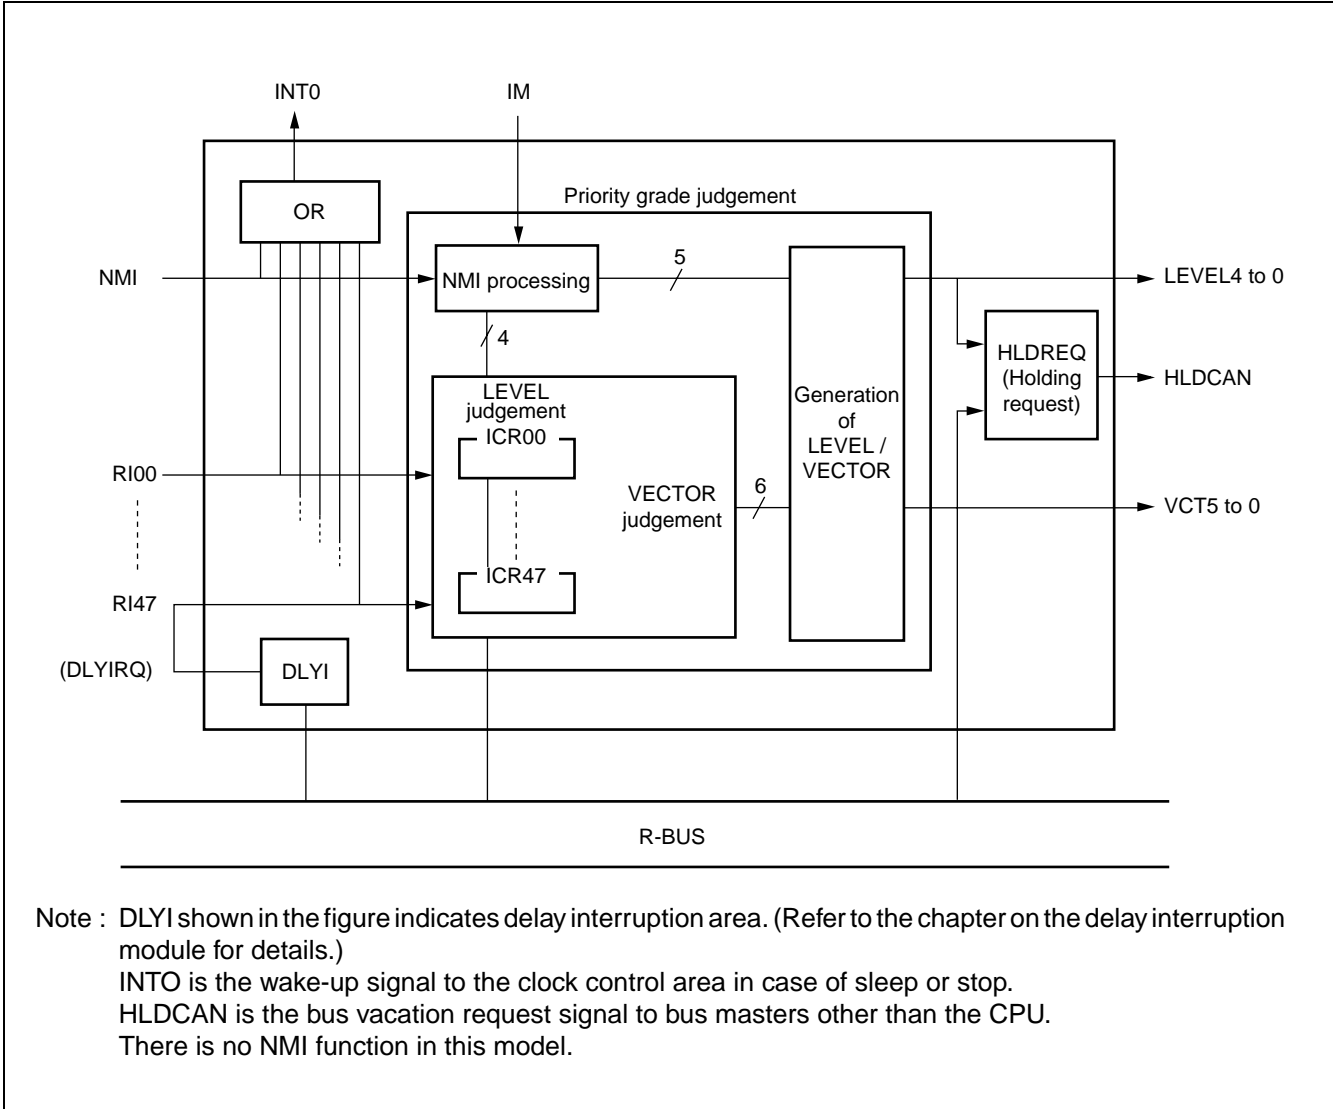 INT0
IM
OR
Priority grade judgement
NMI
NMI processing
5
LEVEL4 to 0
4
HLDREQ
(Holding
request)
HLDCAN
LEVEL
judgement
ICR00
Generation
of
LEVEL /
VECTOR
RI00
VECTOR
judgement
6
VCT5 to 0
ICR47
RI47
(DLYIRQ)
DLYI
R-BUS
Note : DLYI shown in the figure indicates delay interruption area. (Refer to the chapter on the delay interruption
module for details.)
INTO is the wake-up signal to the clock control area in case of sleep or stop.
HLDCAN is the bus vacation request signal to bus masters other than the CPU.
There is no NMI function in this model.